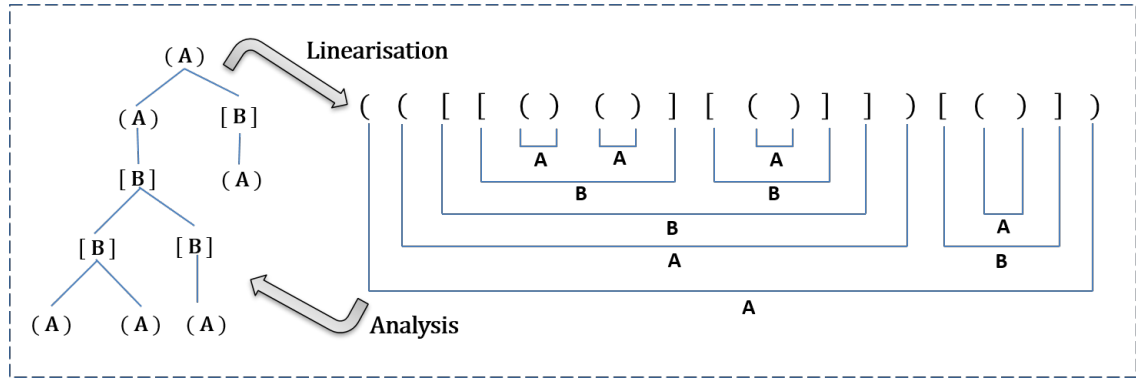 (A)
Linearisation
( ( [ [ ( ) ( ) ] [ ( ) ] ] ) [ ( ) ] )
(A) [B]
A A A
[B] (A)
B B
B A
[B] [B]
A B
A
(A) (A) (A)
Analysis